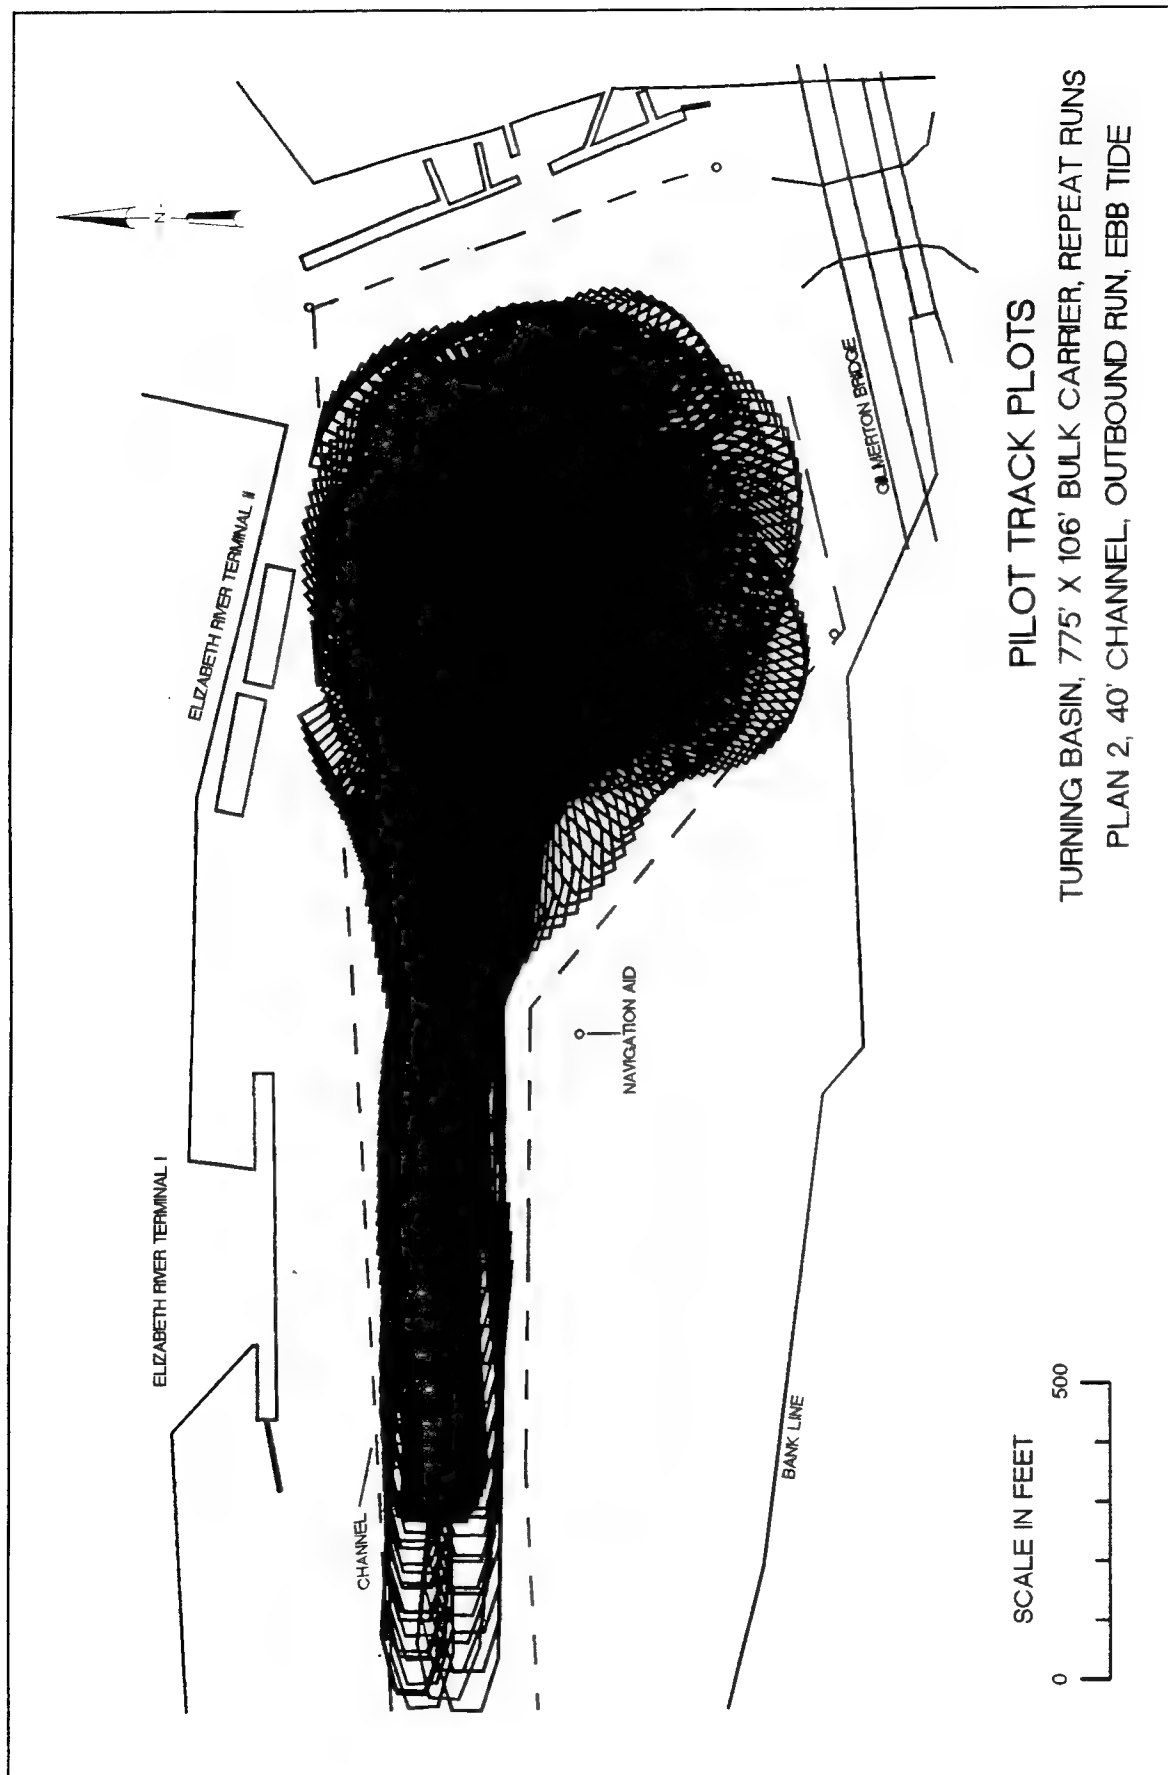 ELIZABETH RIVER TERMINAL I
ELIZABETH RIVER TERMINAL II
N
CHANNEL
NAVIGATION AID
GILMERTON BRIDGE
BANK LINE
SCALE IN FEET
0 500
PILOT TRACK PLOTS
TURNING BASIN, 775' X 106' BULK CARRIER, REPEAT RUNS
PLAN 2, 40' CHANNEL, OUTBOUND RUN, EBB TIDE